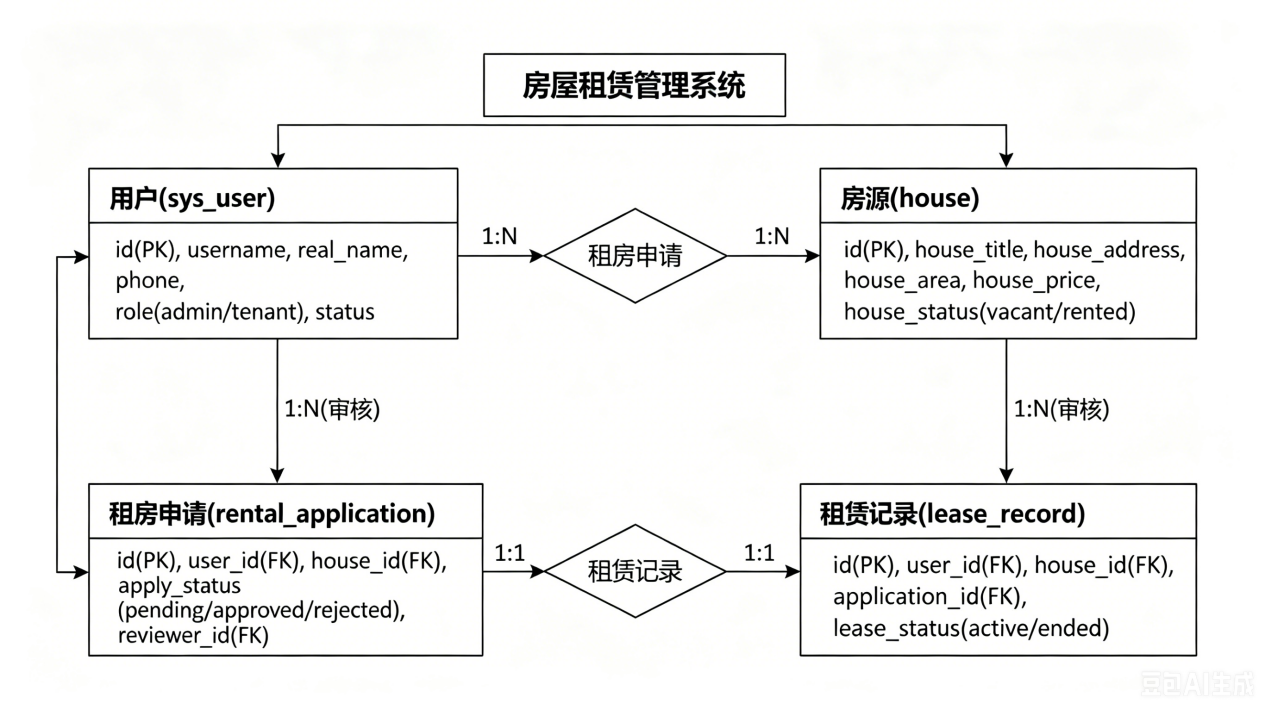 房屋租赁管理系统
用户(sys_user)
id(PK), username, real_name,
phone,
role(admin/tenant), status
1:N
租房申请
1:N
房源(house)
id(PK), house_title, house_address,
house_area, house_price,
house_status(vacant/rented)
1:N(审核)
1:N(审核)
租房申请(rental_application)
id(PK), user_id(FK), house_id(FK),
apply_status
(pending/approved/rejected),
reviewer_id(FK)
1:1
租赁记录
1:1
租赁记录(lease_record)
id(PK), user_id(FK), house_id(FK),
application_id(FK),
lease_status(active/ended)
豆包AI生成